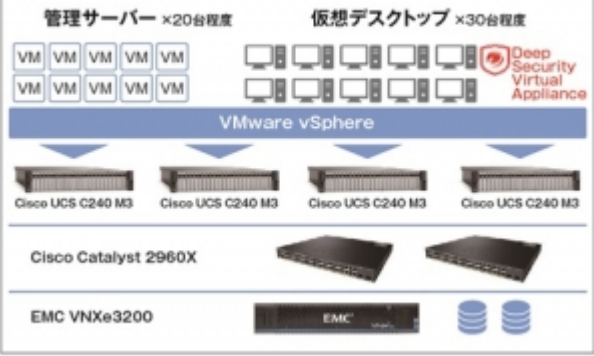 管理サーバー ×20台程度
仮想デスクトップ ×30台程度
VM VM VM VM VM
VM VM VM VM VM
Deep
Security
Virtual
Appliance
VMware vSphere
Cisco UCS C240 M3 Cisco UCS C240 M3 Cisco UCS C240 M3 Cisco UCS C240 M3
Cisco Catalyst 2960X
EMC VNXe3200
EMC²